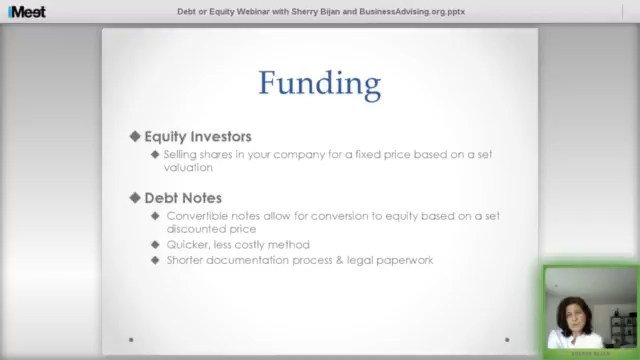 iMeet
Debt or Equity Webinar with Sherry Bijan and BusinessAdvising.org.pptx
Funding
Equity Investors
Selling shares in your company for a fixed price based on a set
valuation
Debt Notes
Convertible notes allow for conversion to equity based on a set
discounted price
Quicker, less costly method
Shorter documentation process & legal paperwork
SHERRY BIJAN